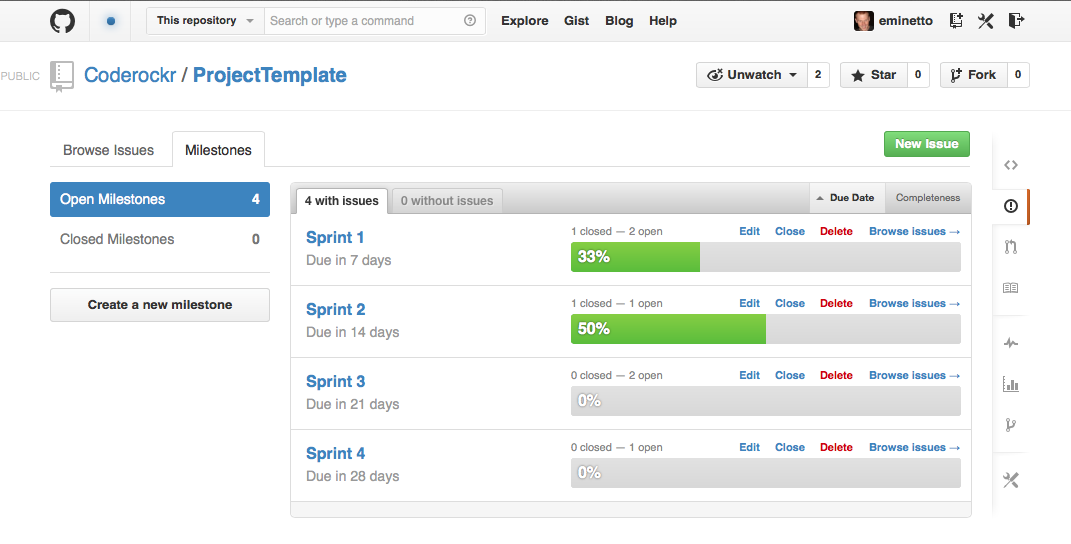 This repository Search or type a command Explore Gist Blog Help eminetto
PUBLIC Coderockr / ProjectTemplate Unwatch 2 Star 0 Fork 0
Browse Issues Milestones New Issue
Open Milestones 4
Closed Milestones 0
Create a new milestone
4 with issues 0 without issues Due Date Completeness
Sprint 1 1 closed — 2 open Edit Close Delete Browse issues →
Due in 7 days 33%
Sprint 2 1 closed — 1 open Edit Close Delete Browse issues →
Due in 14 days 50%
Sprint 3 0 closed — 2 open Edit Close Delete Browse issues →
Due in 21 days 0%
Sprint 4 0 closed — 1 open Edit Close Delete Browse issues →
Due in 28 days 0%